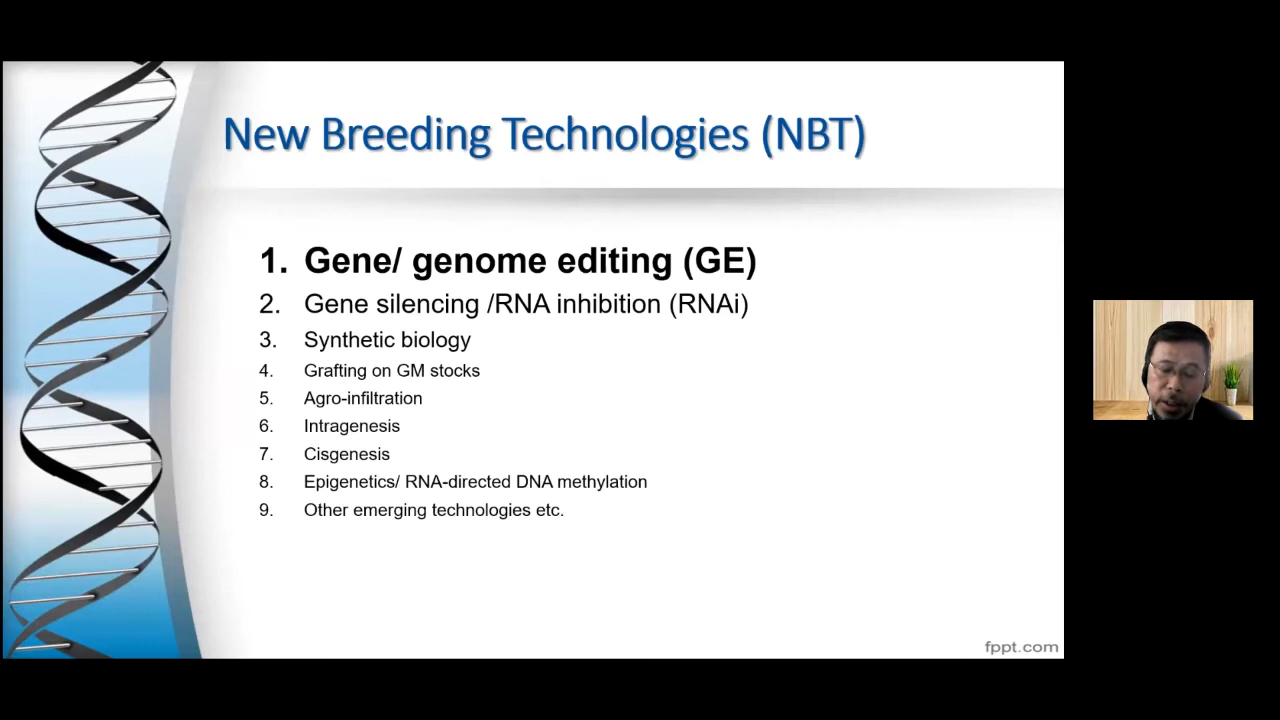 New Breeding Technologies (NBT)
1. Gene/ genome editing (GE)
2. Gene silencing /RNA inhibition (RNAi)
3. Synthetic biology
4. Grafting on GM stocks
5. Agro-infiltration
6. Intragenesis
7. Cisgenesis
8. Epigenetics/ RNA-directed DNA methylation
9. Other emerging technologies etc.
fppt.com